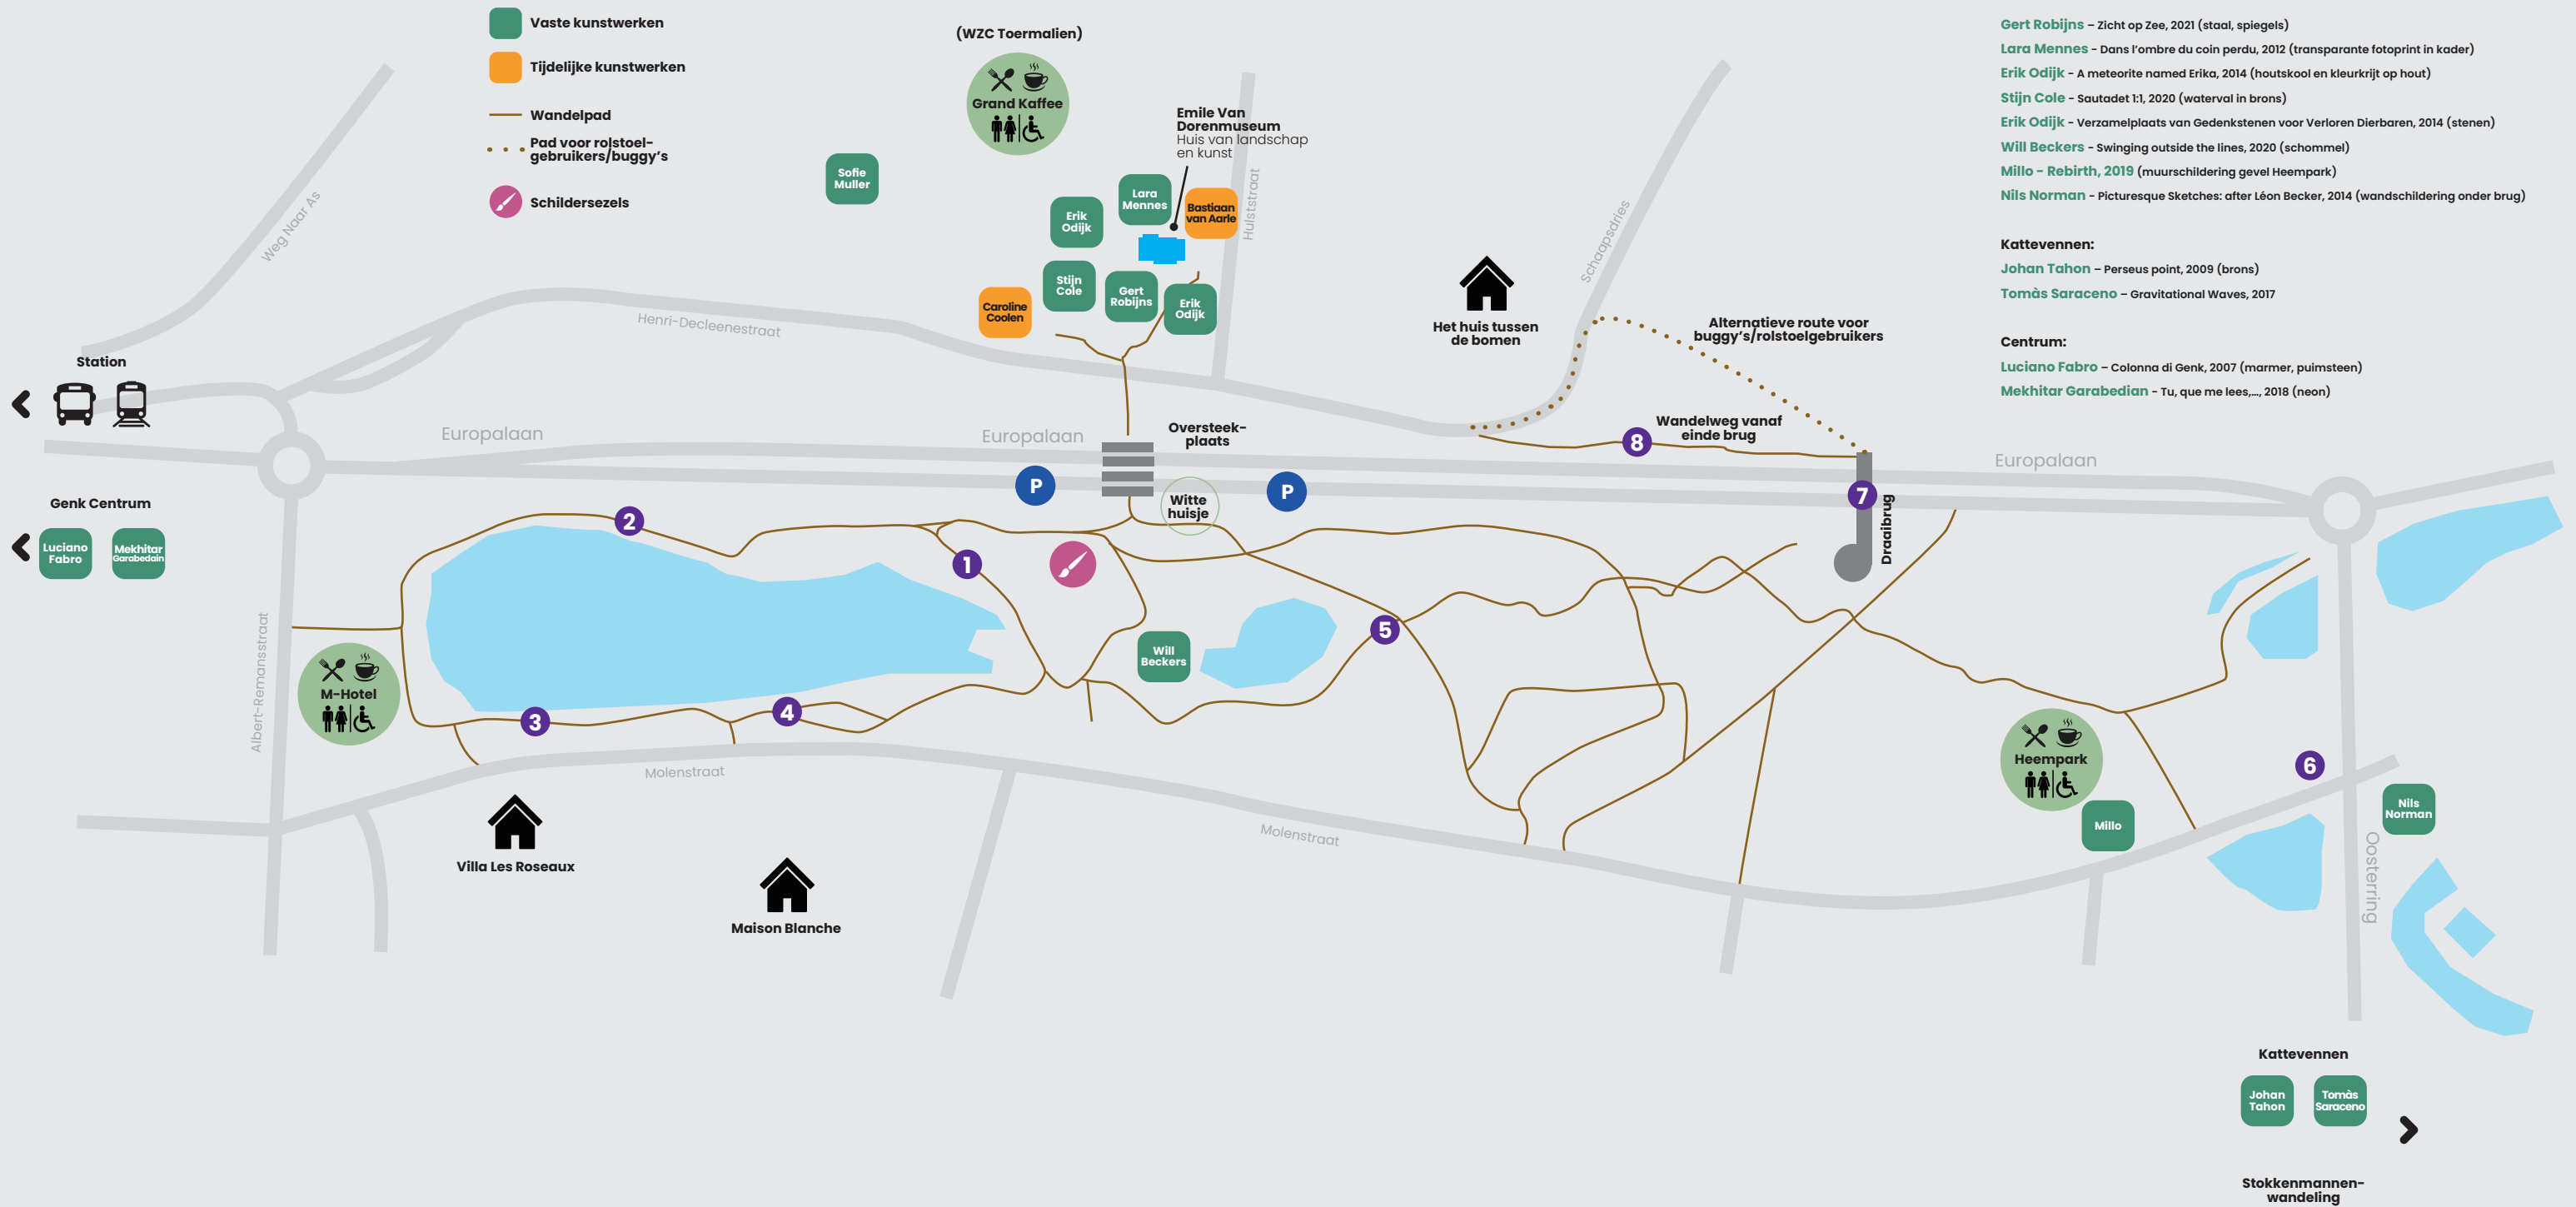 Vaste kunstwerken
Tijdelijke kunstwerken
Wandelpad
Pad voor rolstoel-
gebruikers/buggy's
Schildersezels
(WZC Toermalien)
Grand Kaffee
Emile Van
Dorenmuseum
Huis van landschap
en kunst
Sofie
Muller
Lara
Mennes
Bastiaan
van Aarle
Erik
Odijk
Stijn
Cole
Gert
Robijns
Erik
Odijk
Caroline
Coolen
Hulststraat
Schaapsdries
Weg Naar As
Henri-Decleenestraat
Het huis tussen
de bomen
Alternatieve route voor
buggy's/rolstoelgebruikers
Gert Robijns – Zicht op Zee, 2021 (staal, spiegels)
Lara Mennes - Dans l'ombre du coin perdu, 2012 (transparante fotoprint in kader)
Erik Odijk - A meteorite named Erika, 2014 (houtskool en kleurkrijt op hout)
Stijn Cole - Sautadet 1:1, 2020 (waterval in brons)
Erik Odijk - Verzamelplaats van Gedenkstenen voor Verloren Dierbaren, 2014 (stenen)
Will Beckers - Swinging outside the lines, 2020 (schommel)
Millo - Rebirth, 2019 (muurschildering gevel Heempark)
Nils Norman - Picturesque Sketches: after Léon Becker, 2014 (wandschildering onder brug)
Kattevennen:
Johan Tahon – Perseus point, 2009 (brons)
Tomàs Saraceno – Gravitational Waves, 2017
Centrum:
Luciano Fabro – Colonna di Genk, 2007 (marmer, puimsteen)
Mekhitar Garabedian - Tu, que me lees,..., 2018 (neon)
Station
Europalaan
Europalaan
Oversteek-
plaats
8
Wandelweg vanaf
einde brug
Europalaan
Genk Centrum
Luciano
Fabro
Mekhitar
Garabedain
P
Witte
huisje
P
7
Draaibrug
2
1
5
Will
Beckers
Albert-Remansstraat
M-Hotel
3
4
Molenstraat
Villa Les Roseaux
Maison Blanche
Molenstraat
Heempark
6
Millo
Nils
Norman
Oosterring
Kattevennen
Johan
Tahon
Tomàs
Saraceno
Stokkenmannen-
wandeling